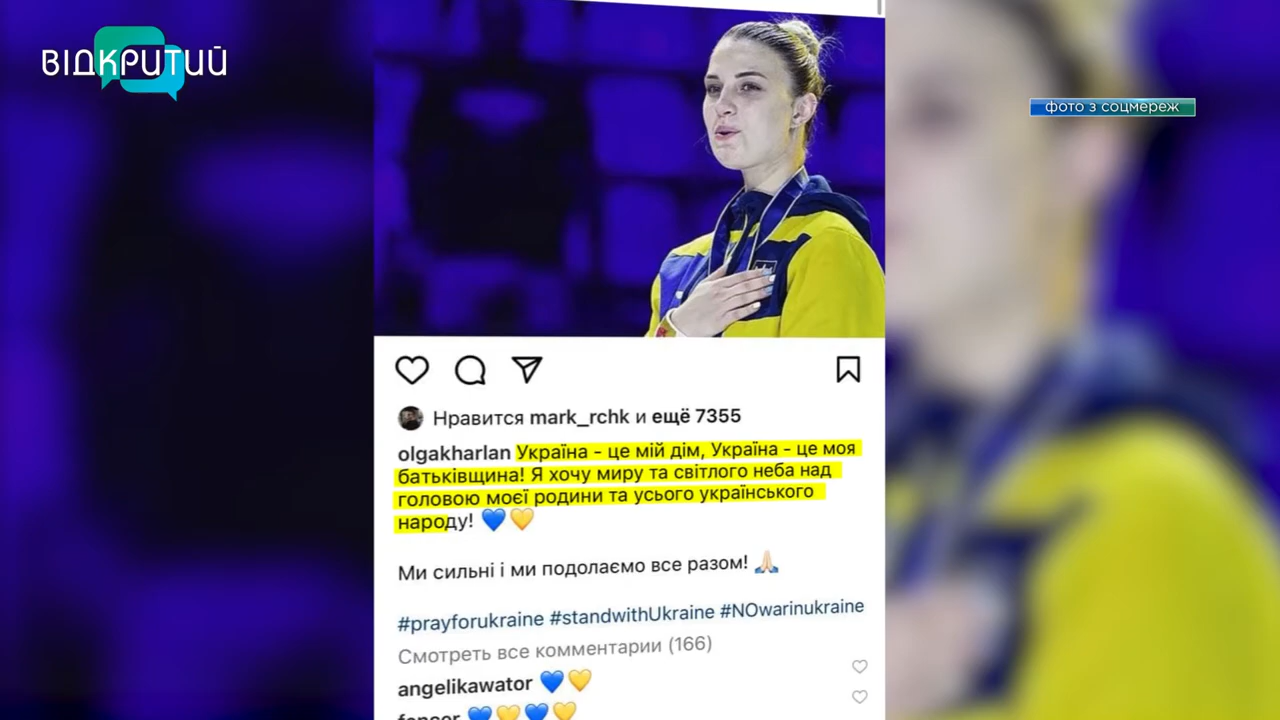 ВІДКРИТИЙ
фото з соцмереж
Нравится mark_rchk и ещё 7355
olgakharlan Україна - це мій дім, Україна - це моя
батьківщина! Я хочу миру та світлого неба над
головою моєї родини та усього українського
народу! 💙💛
Ми сильні і ми подолаємо все разом! 🙏🏻
#prayforukraine #standwithUkraine #NOwarinukraine
Смотреть все комментарии (166)
angelikawator 💙💛
💙💛💙💛